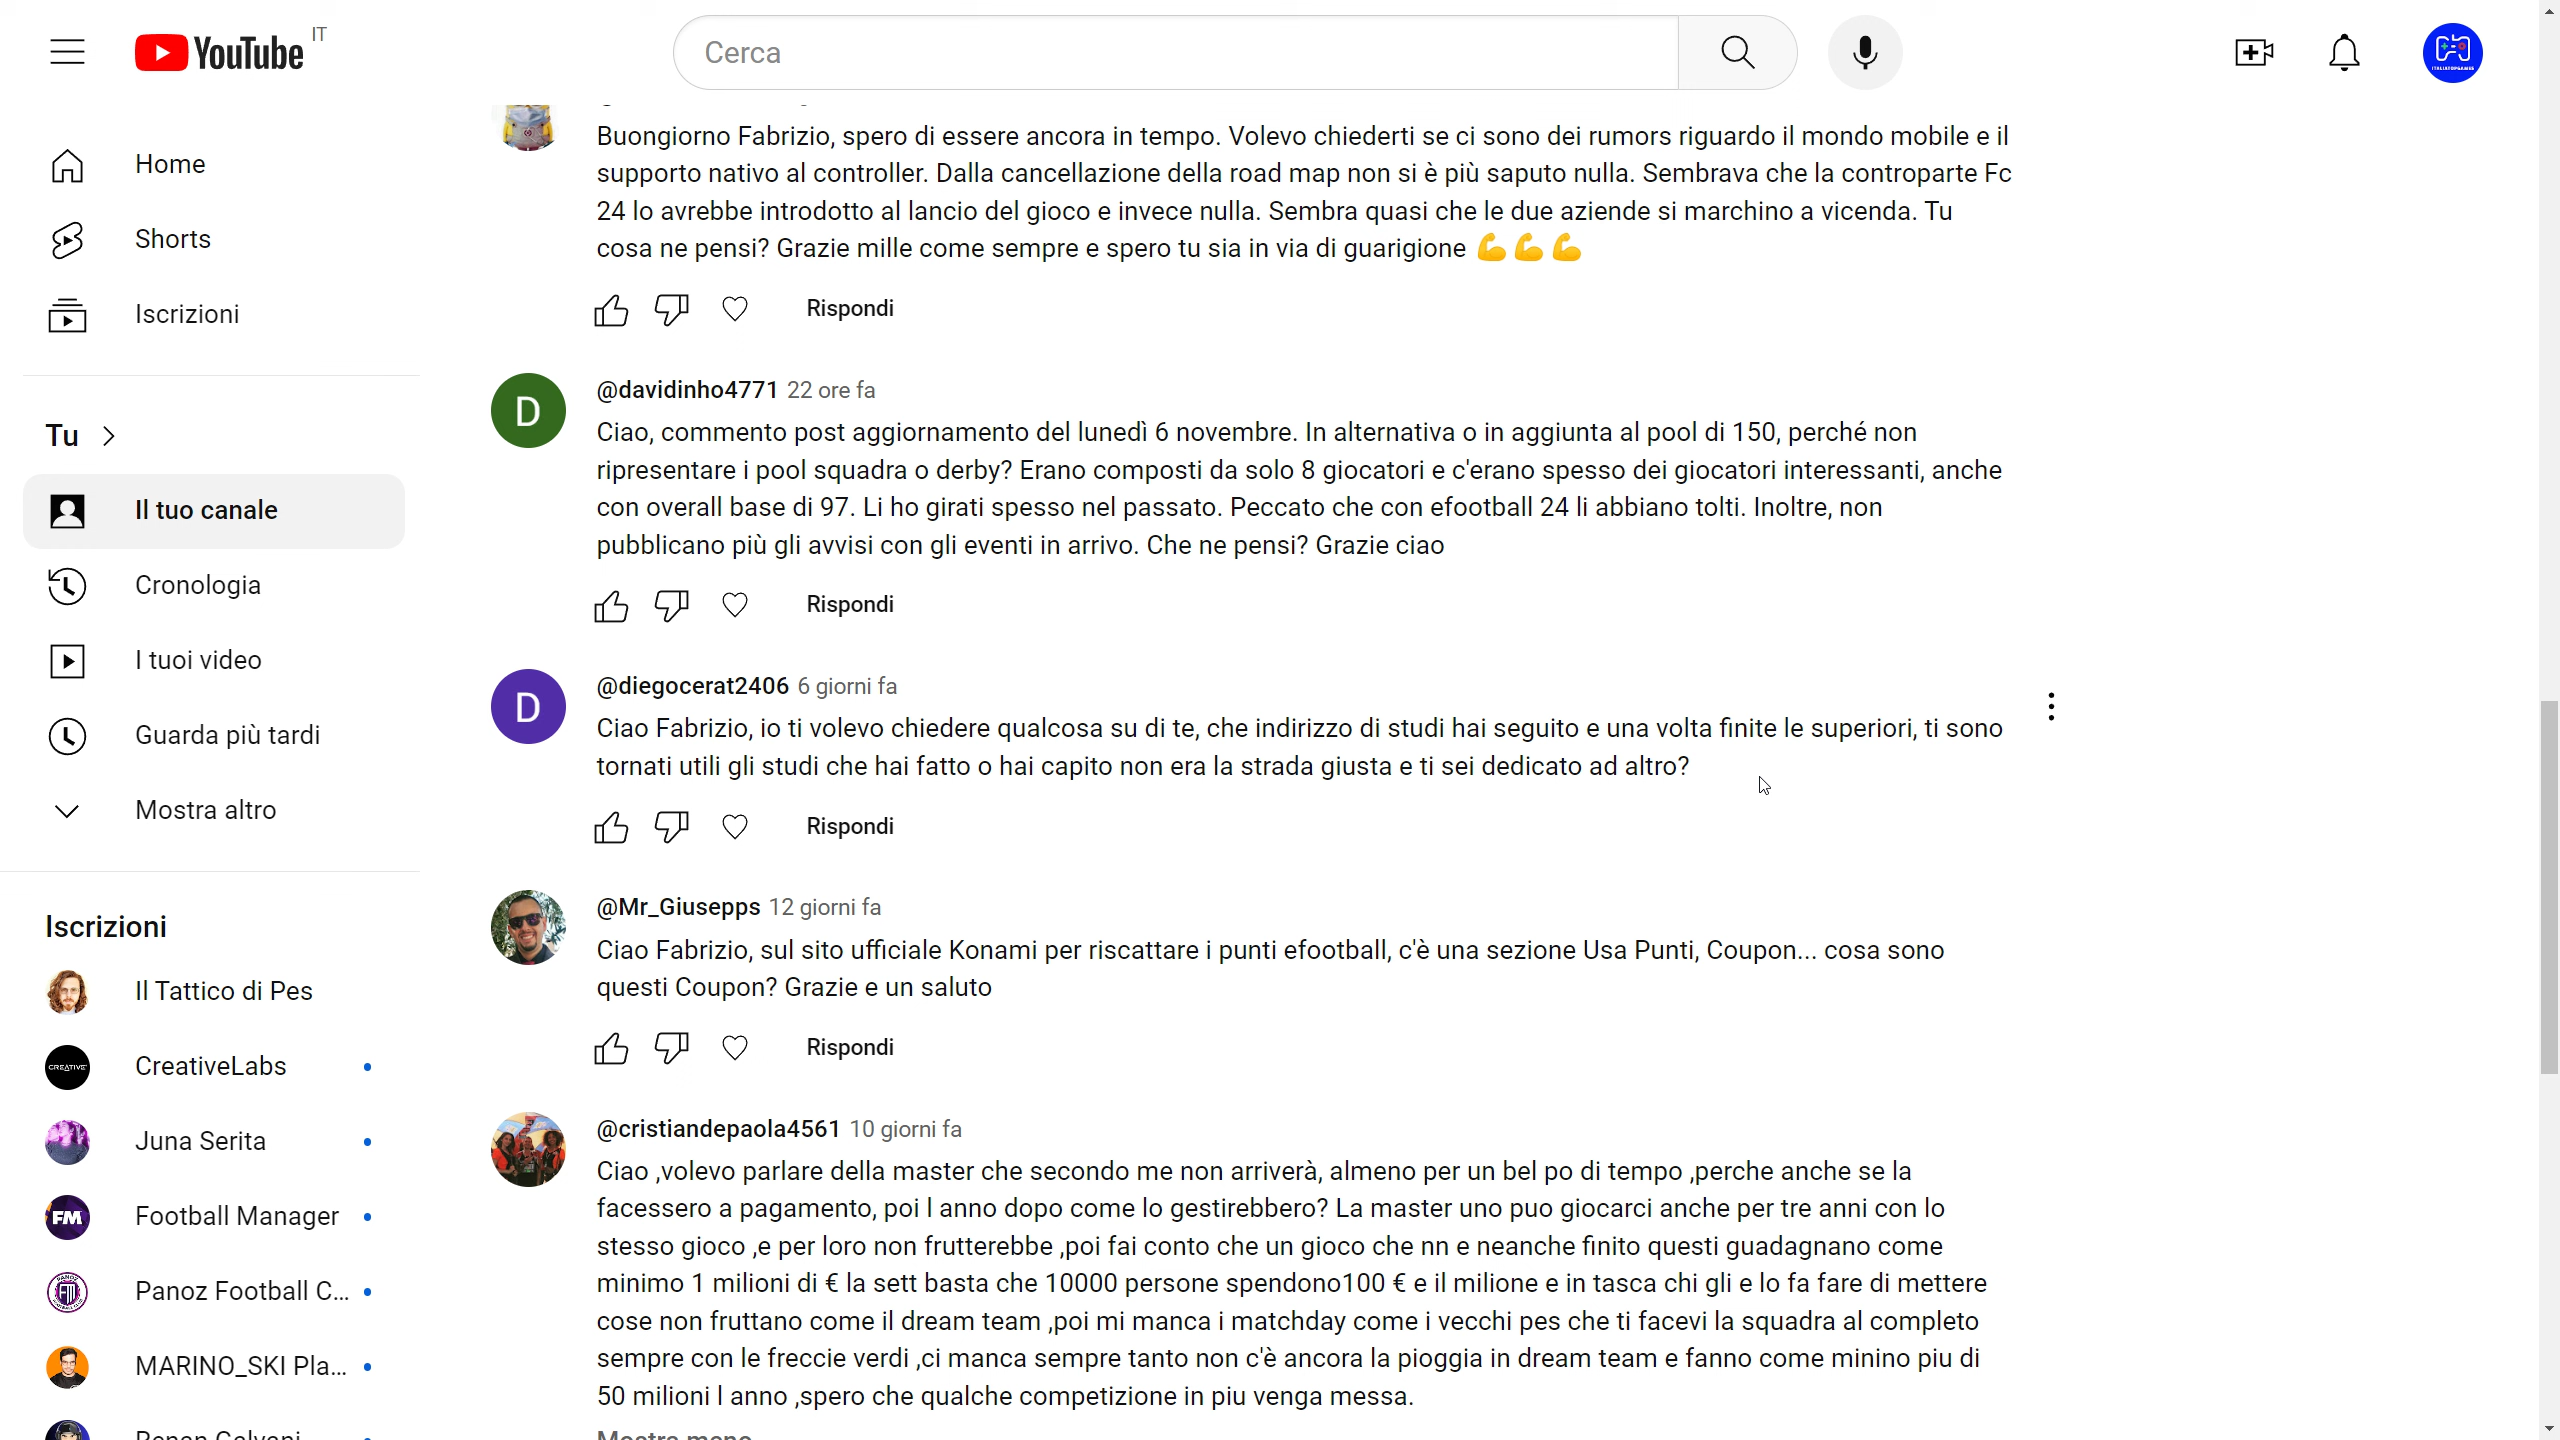 YouTube IT
Cerca
Home
Shorts
Iscrizioni
Tu
Il tuo canale
Cronologia
I tuoi video
Guarda più tardi
Mostra altro
Iscrizioni
Il Tattico di Pes
CreativeLabs
Juna Serita
Football Manager
Panoz Football C...
MARINO_SKI Pla...
Buongiorno Fabrizio, spero di essere ancora in tempo. Volevo chiederti se ci sono dei rumors riguardo il mondo mobile e il
supporto nativo al controller. Dalla cancellazione della road map non si è più saputo nulla. Sembrava che la controparte Fc
24 lo avrebbe introdotto al lancio del gioco e invece nulla. Sembra quasi che le due aziende si marchino a vicenda. Tu
cosa ne pensi? Grazie mille come sempre e spero tu sia in via di guarigione 💪💪💪
Rispondi
D
@davidinho4771 22 ore fa
Ciao, commento post aggiornamento del lunedì 6 novembre. In alternativa o in aggiunta al pool di 150, perché non
ripresentare i pool squadra o derby? Erano composti da solo 8 giocatori e c'erano spesso dei giocatori interessanti, anche
con overall base di 97. Li ho girati spesso nel passato. Peccato che con efootball 24 li abbiano tolti. Inoltre, non
pubblicano più gli avvisi con gli eventi in arrivo. Che ne pensi? Grazie ciao
Rispondi
D
@diegocerat2406 6 giorni fa
Ciao Fabrizio, io ti volevo chiedere qualcosa su di te, che indirizzo di studi hai seguito e una volta finite le superiori, ti sono
tornati utili gli studi che hai fatto o hai capito non era la strada giusta e ti sei dedicato ad altro?
Rispondi
@Mr_Giusepps 12 giorni fa
Ciao Fabrizio, sul sito ufficiale Konami per riscattare i punti efootball, c'è una sezione Usa Punti, Coupon... cosa sono
questi Coupon? Grazie e un saluto
Rispondi
@cristiandepaola4561 10 giorni fa
Ciao ,volevo parlare della master che secondo me non arriverà, almeno per un bel po di tempo ,perche anche se la
facessero a pagamento, poi l anno dopo come lo gestirebbero? La master uno puo giocarci anche per tre anni con lo
stesso gioco ,e per loro non frutterebbe ,poi fai conto che un gioco che nn e neanche finito questi guadagnano come
minimo 1 milioni di € la sett basta che 10000 persone spendono100 € e il milione e in tasca chi gli e lo fa fare di mettere
cose non fruttano come il dream team ,poi mi manca i matchday come i vecchi pes che ti facevi la squadra al completo
sempre con le freccie verdi ,ci manca sempre tanto non c'è ancora la pioggia in dream team e fanno come minino piu di
50 milioni l anno ,spero che qualche competizione in piu venga messa.
Mostra meno